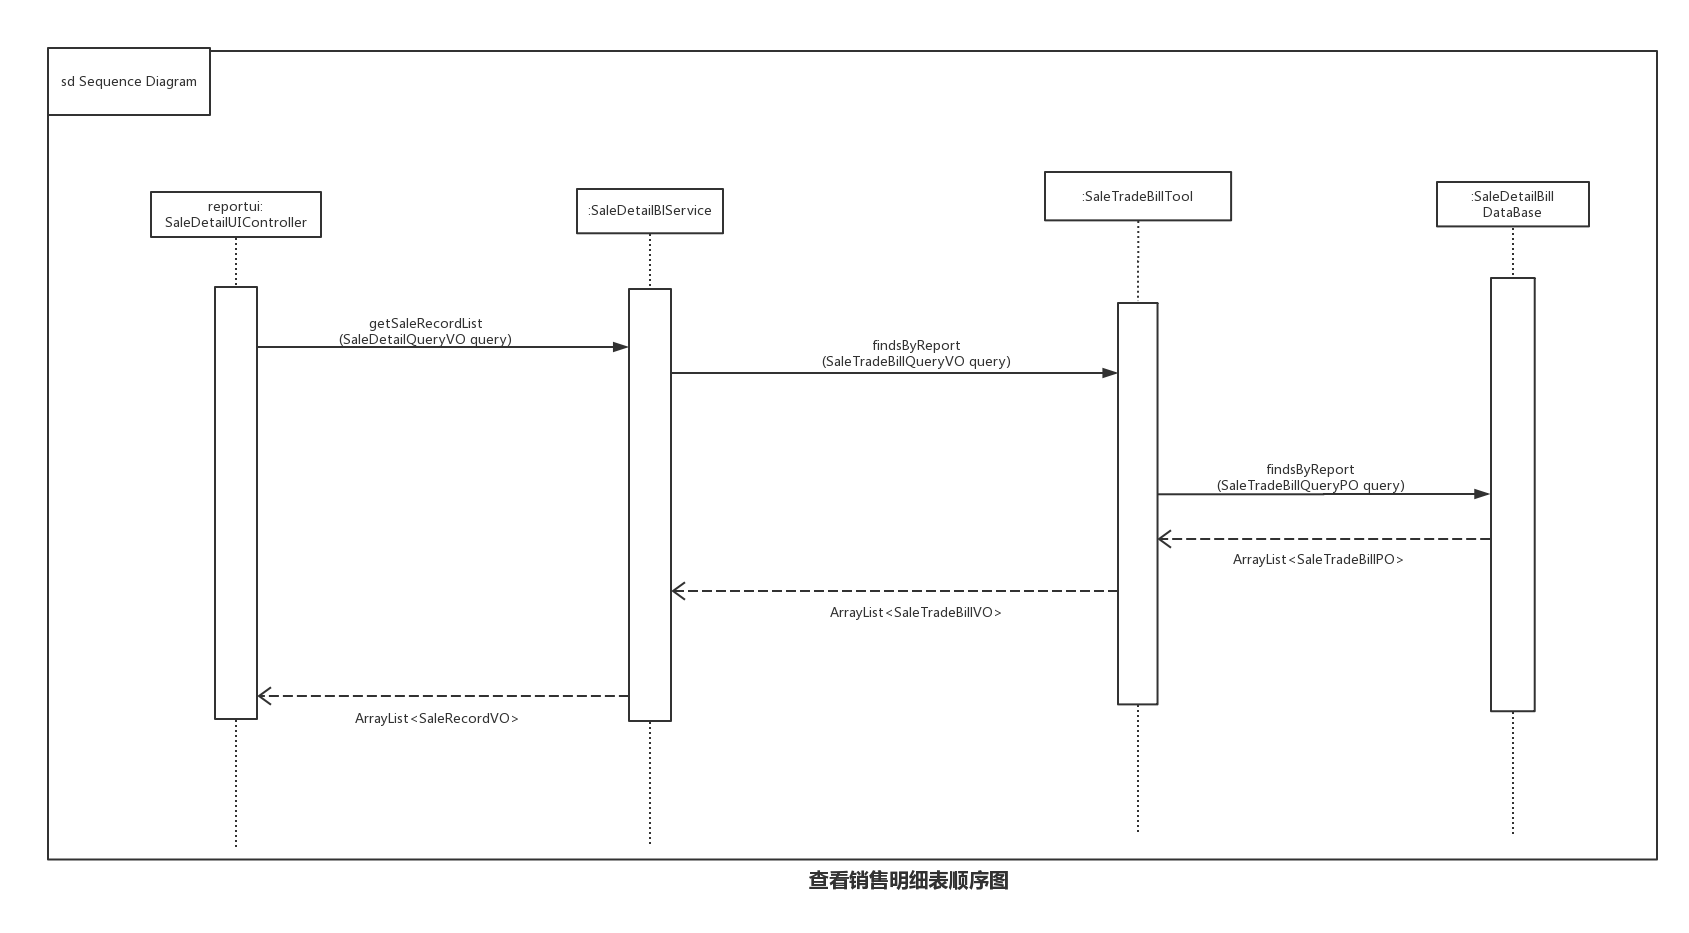 sd Sequence Diagram
reportui:
SaleDetailUIController
:SaleDetailBlService
:SaleTradeBillTool
:SaleDetailBill
DataBase
getSaleRecordList
(SaleDetailQueryVO query)
findsByReport
(SaleTradeBillQueryVO query)
findsByReport
(SaleTradeBillQueryPO query)
ArrayList<SaleTradeBillPO>
ArrayList<SaleTradeBillVO>
ArrayList<SaleRecordVO>
查看销售明细表顺序图